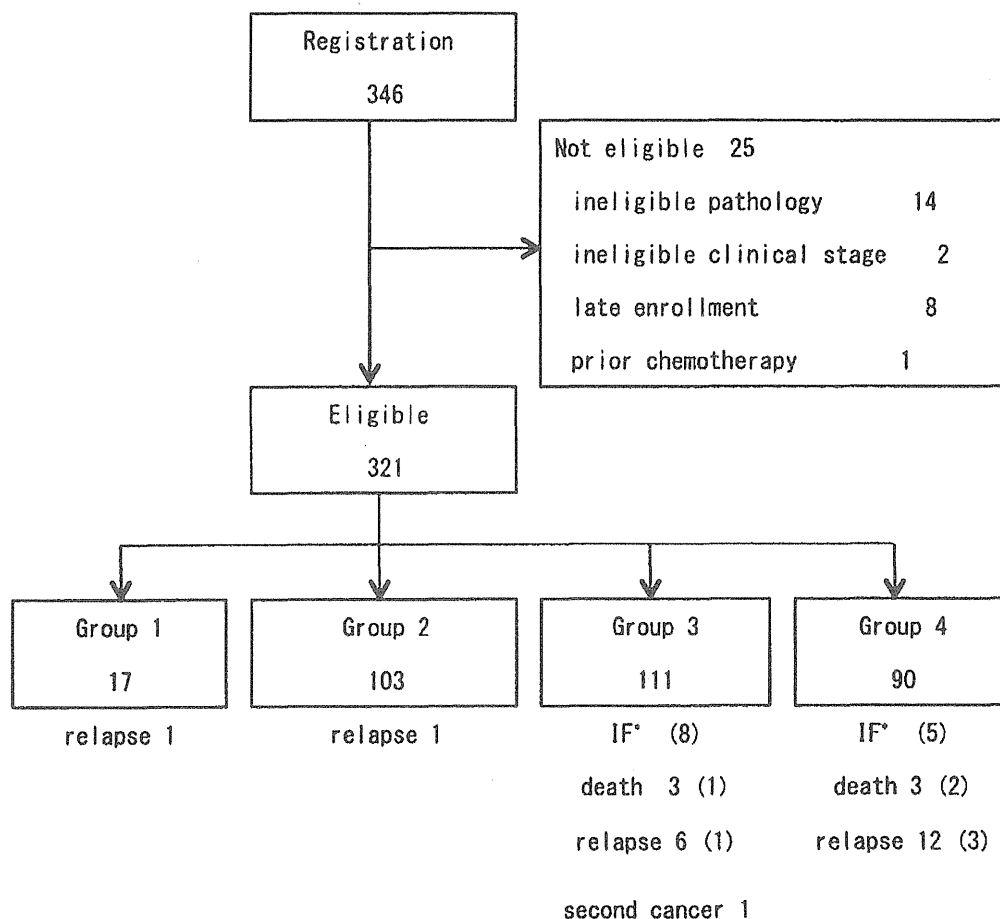 Registration
346
Not eligible 25
ineligible pathology 14
ineligible clinical stage 2
late enrollment 8
prior chemotherapy 1
Eligible
321
Group 1 Group 2 Group 3 Group 4
17 103 111 90
relapse 1 relapse 1 IF* (8) IF* (5)
death 3 (1) death 3 (2)
relapse 6 (1) relapse 12 (3)
second cancer 1